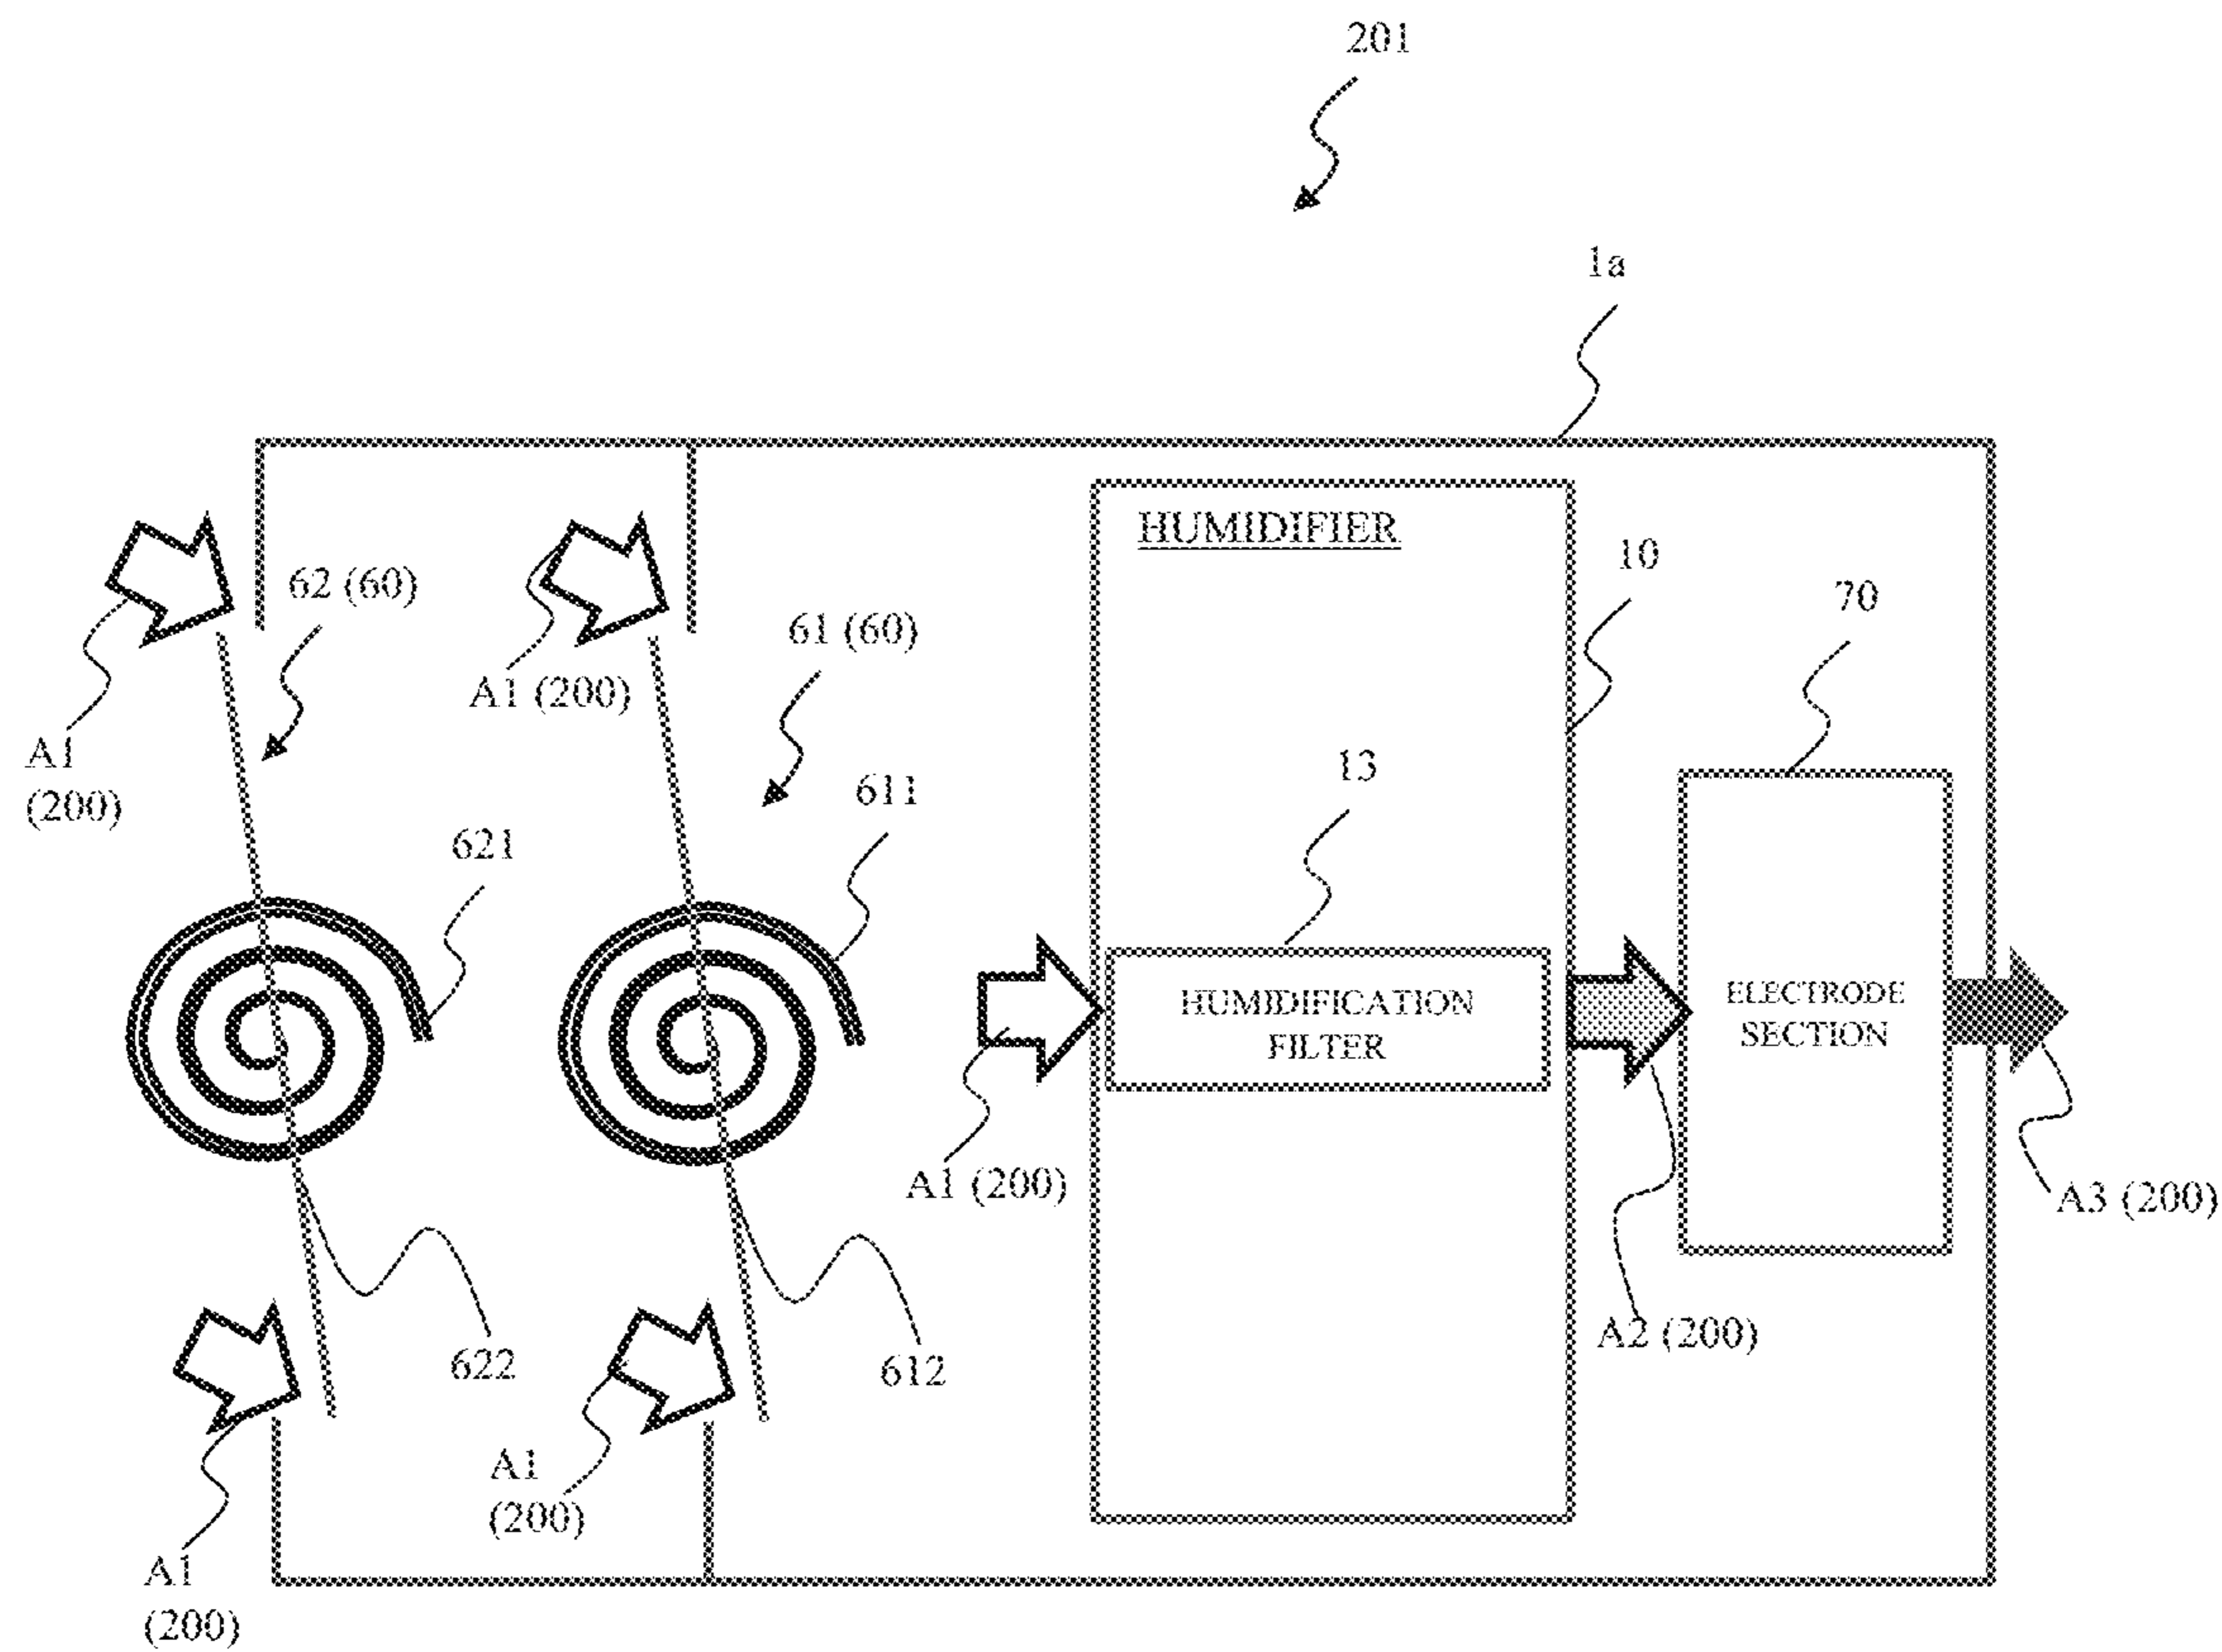 201
1a
HUMIDIFIER
10
62 (60)
70
61 (60)
A1 (200)
A1
(200)
13
611
621
HUMIDIFICATION
FILTER
ELECTRODE
SECTION
A1 (200)
A3 (200)
A2 (200)
622
612
A1
(200)
A1
(200)